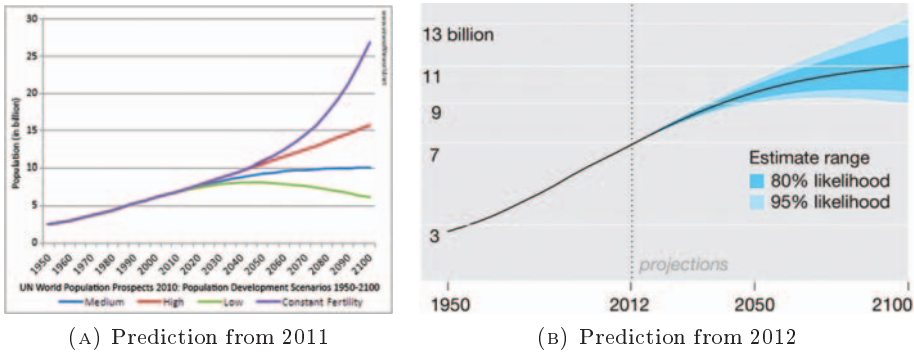 30
25
20
15
10
5
0
Population (in billion)
1950
1960
1970
1980
1990
2000
2010
2020
2030
2040
2050
2060
2070
2080
2090
2100
UN World Population Prospects 2010: Population Development Scenarios 1950-2100
Medium High Low Constant Fertility
(A) Prediction from 2011
13 billion
11
9
7
3
Estimate range
80% likelihood
95% likelihood
projections
1950 2012 2050 2100
(B) Prediction from 2012